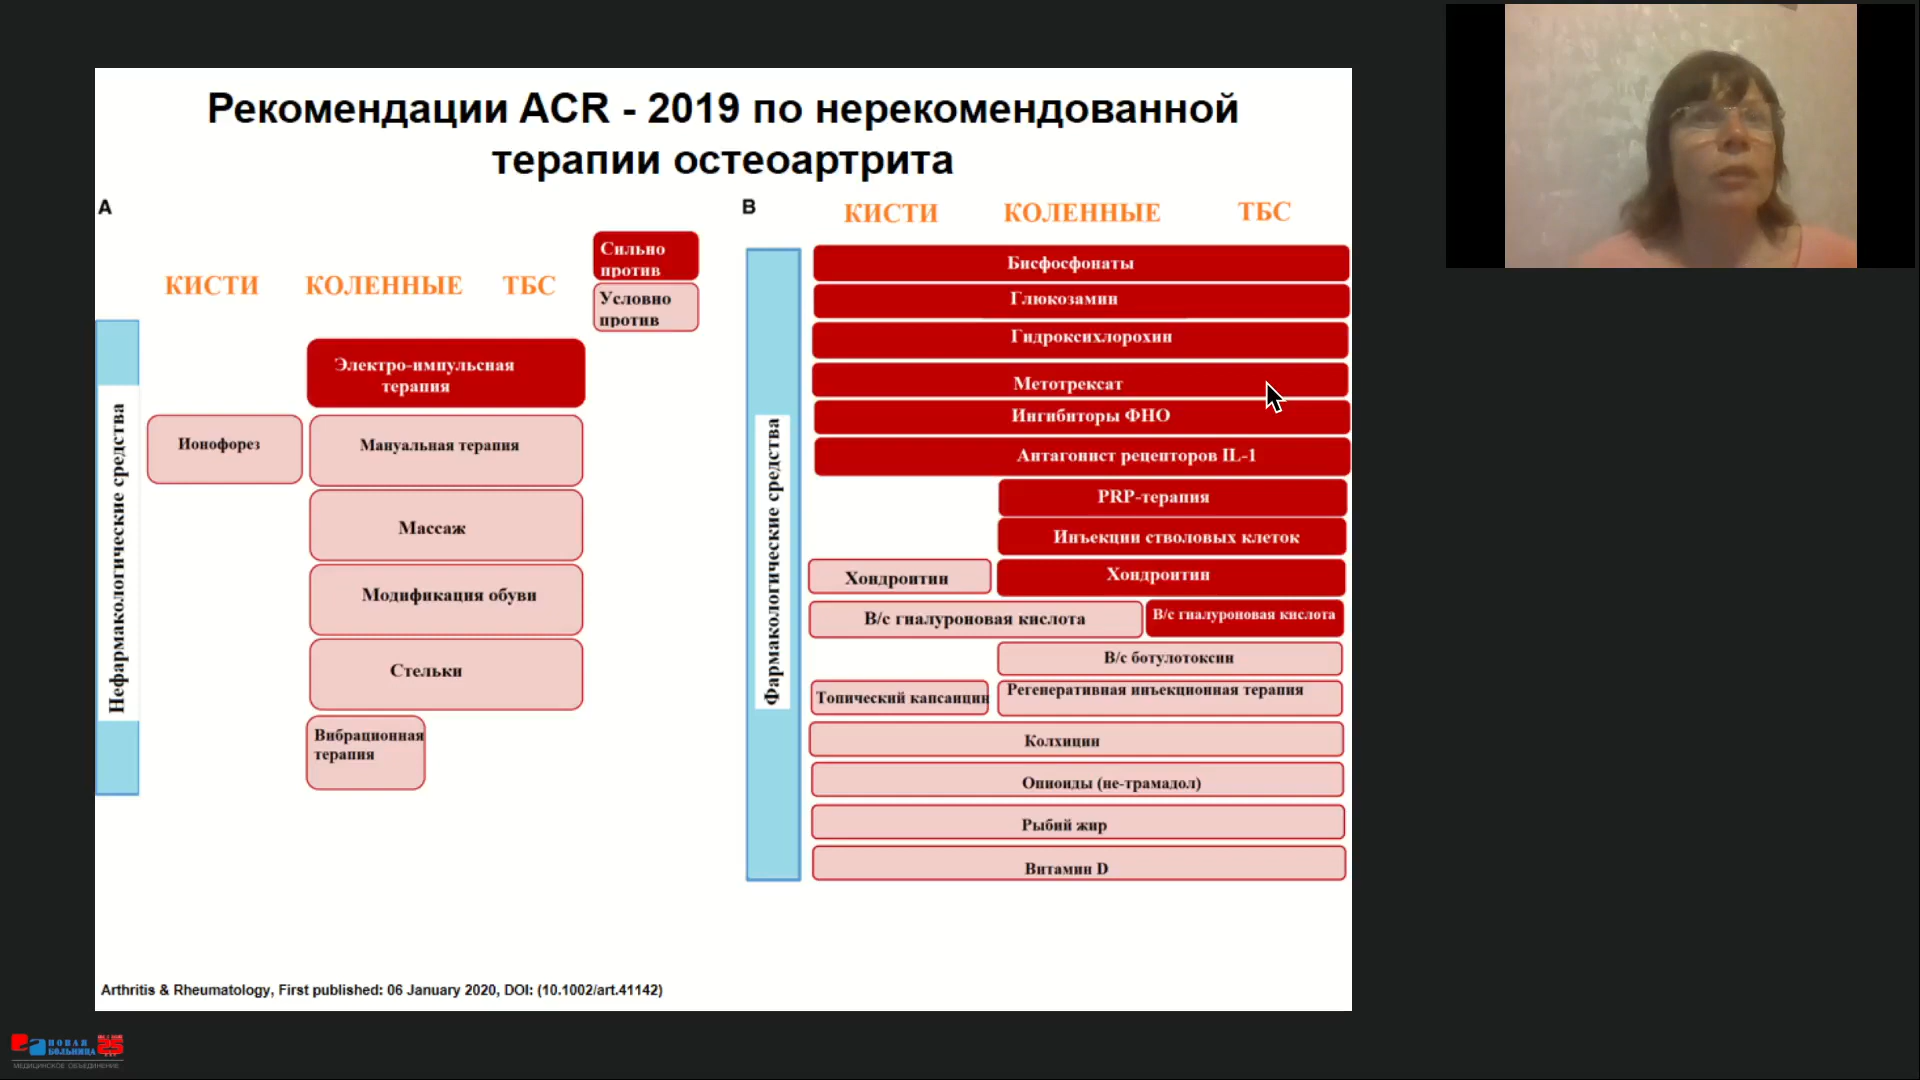 Рекомендации ACR - 2019 по нерекомендованной
терапии остеоартрита
A
КИСТИ КОЛЕННЫЕ ТБС
Сильно
против
Условно
против
Нефармакологические средства
Электро-импульсная
терапия
Ионофорез
Мануальная терапия
Массаж
Модификация обуви
Стельки
Вибрационная
терапия
B
КИСТИ КОЛЕННЫЕ ТБС
Фармакологические средства
Бисфосфонаты
Глюкозамин
Гидроксихлорохин
Метотрексат
Ингибиторы ФНО
Антагонист рецепторов IL-1
PRP-терапия
Инъекции стволовых клеток
Хондроитин
Хондроитин
В/с гиалуроновая кислота
В/с гиалуроновая кислота
В/с ботулотоксин
Топический капсаицин
Регенеративная инъекционная терапия
Колхицин
Опиоиды (не-трамадол)
Рыбий жир
Витамин D
Arthritis & Rheumatology, First published: 06 January 2020, DOI: (10.1002/art.41142)
НОВАЯ
БОЛЬНИЦА
МЕДИЦИНСКОЕ ОБЪЕДИНЕНИЕ